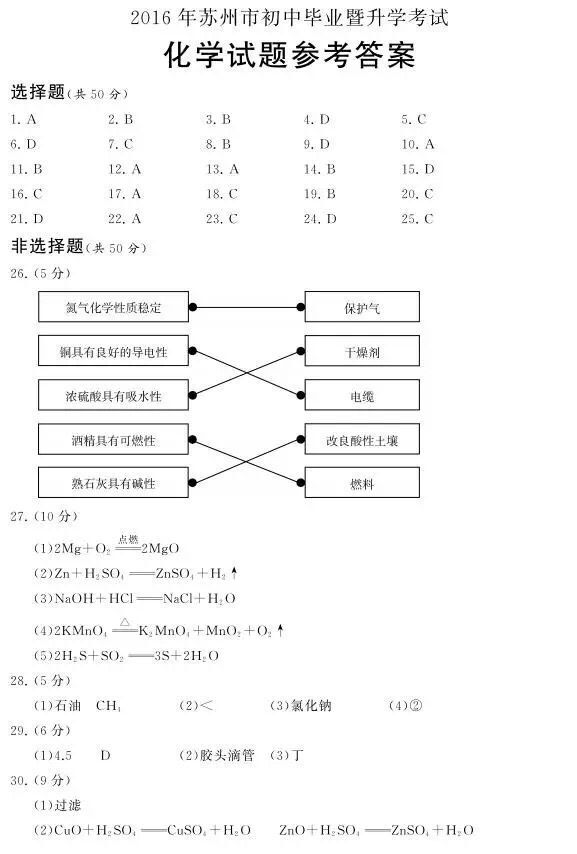 2016年苏州市初中毕业暨升学考试
化学试题参考答案
选择题(共50分)
1. A 2. B 3. B 4. D 5. C
6. D 7. C 8. B 9. D 10. A
11. B 12. A 13. A 14. B 15. D
16. C 17. A 18. C 19. B 20. C
21. D 22. A 23. C 24. D 25. C
非选择题(共50分)
26. (5分)
氮气化学性质稳定 保护气
铜具有良好的导电性 干燥剂
浓硫酸具有吸水性 电缆
酒精具有可燃性 改良酸性土壤
熟石灰具有碱性 燃料
27. (10分)
(1)2Mg+O₂ 点燃══ 2MgO
(2)Zn+H₂SO₄ ══ ZnSO₄+H₂↑
(3)NaOH+HCl ══ NaCl+H₂O
(4)2KMnO₄ △══ K₂MnO₄+MnO₂+O₂↑
(5)2H₂S+SO₂ ══ 3S+2H₂O
28. (5分)
(1)石油 CH₄ (2)< (3)氯化钠 (4)②
29. (6分)
(1)4.5 D (2)胶头滴管 (3)丁
30. (9分)
(1)过滤
(2)CuO+H₂SO₄ ══ CuSO₄+H₂O ZnO+H₂SO₄ ══ ZnSO₄+H₂O